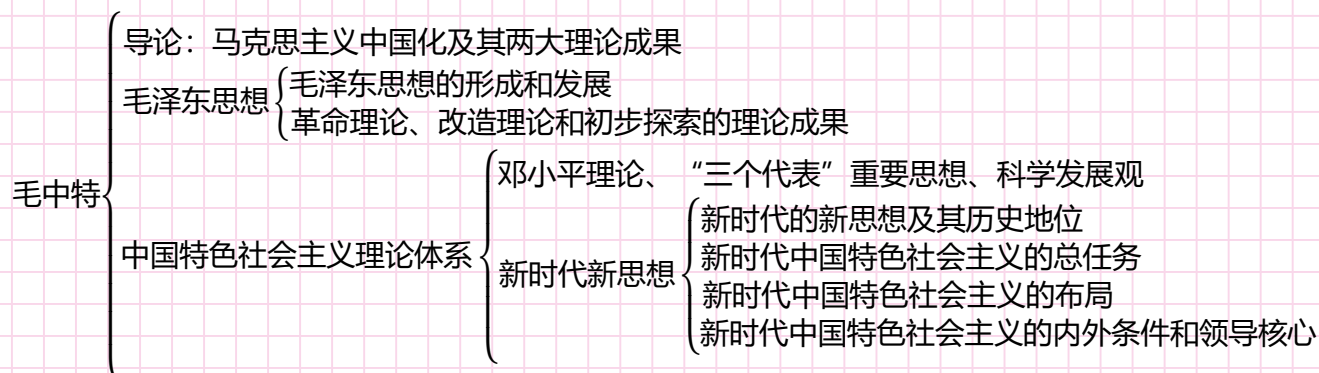 导论：马克思主义中国化及其两大理论成果
毛泽东思想
毛泽东思想的形成和发展
革命理论、改造理论和初步探索的理论成果
毛中特
中国特色社会主义理论体系
邓小平理论、“三个代表”重要思想、科学发展观
新时代新思想
新时代的新思想及其历史地位
新时代中国特色社会主义的总任务
新时代中国特色社会主义的布局
新时代中国特色社会主义的内外条件和领导核心